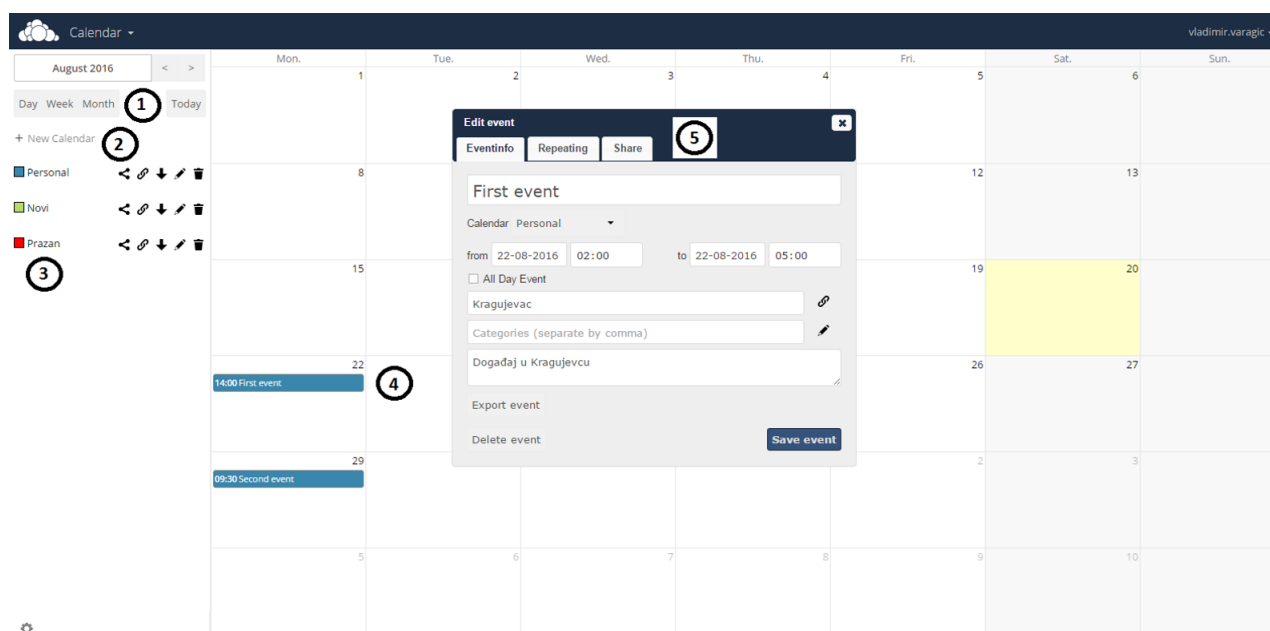 Calendar
vladimir.varagic
August 2016 < >
Day Week Month 1 Today
+ New Calendar
2
Personal
Novi
Prazan
3
Mon. Tue. Wed. Thu. Fri. Sat. Sun.
1 2 3 4 5 6
8 12 13
15 19 20
22 26 27
14:00 First event
4
29 2 3
09:30 Second event
5 6 7 8 9 10
Edit event
5
Eventinfo Repeating Share
First event
Calendar Personal
from 22-08-2016 02:00 to 22-08-2016 05:00
All Day Event
Kragujevac
Categories (separate by comma)
Događaj u Kragujevcu
Export event
Delete event Save event